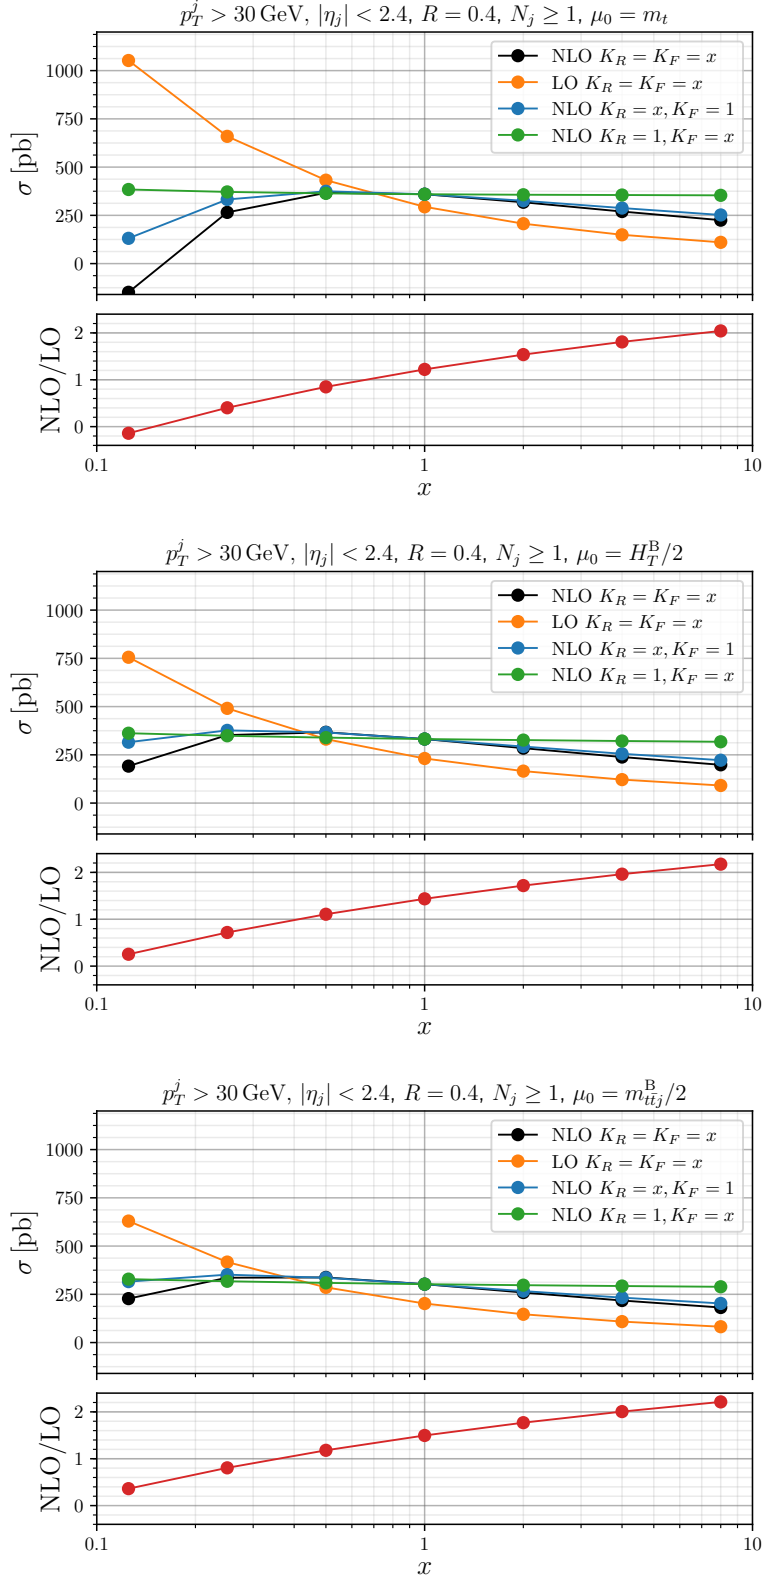 p_T^j > 30 GeV, |η_j| < 2.4, R = 0.4, N_j ≥ 1, μ_0 = m_t
σ [pb]
1000
750
500
250
0
NLO K_R = K_F = x
LO K_R = K_F = x
NLO K_R = x, K_F = 1
NLO K_R = 1, K_F = x
NLO/LO
2
1
0
0.1 1 10
x
p_T^j > 30 GeV, |η_j| < 2.4, R = 0.4, N_j ≥ 1, μ_0 = H_T^B/2
σ [pb]
1000
750
500
250
0
NLO K_R = K_F = x
LO K_R = K_F = x
NLO K_R = x, K_F = 1
NLO K_R = 1, K_F = x
NLO/LO
2
1
0
0.1 1 10
x
p_T^j > 30 GeV, |η_j| < 2.4, R = 0.4, N_j ≥ 1, μ_0 = m_{tt̄j}^B/2
σ [pb]
1000
750
500
250
0
NLO K_R = K_F = x
LO K_R = K_F = x
NLO K_R = x, K_F = 1
NLO K_R = 1, K_F = x
NLO/LO
2
1
0
0.1 1 10
x